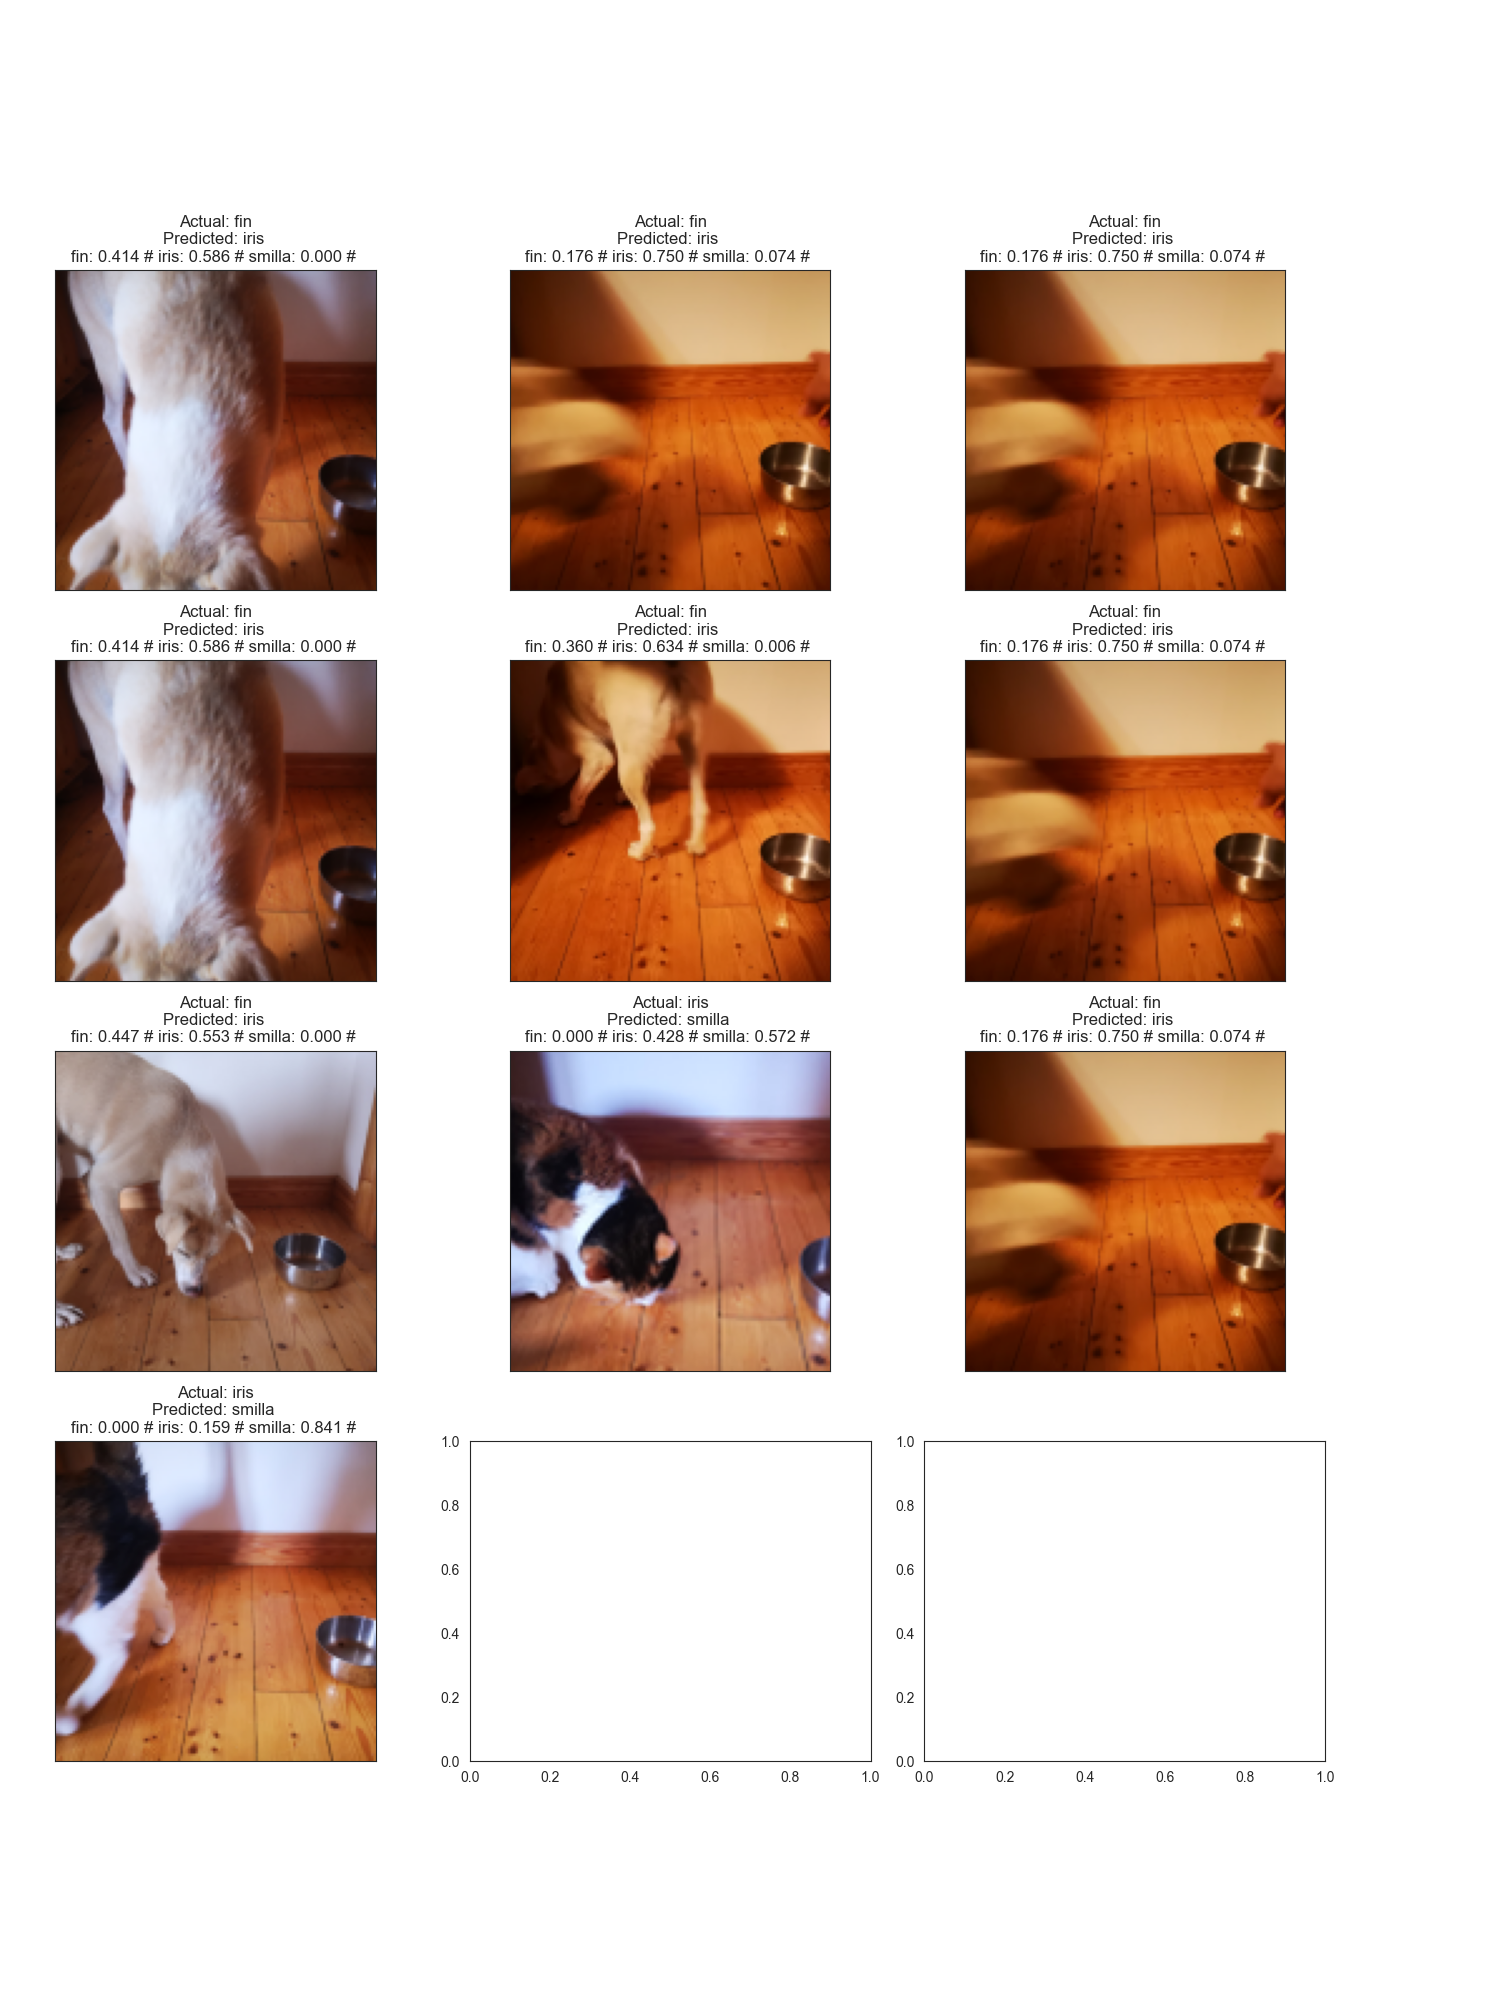 Actual: fin
Predicted: iris
fin: 0.414 # iris: 0.586 # smilla: 0.000 #
Actual: fin
Predicted: iris
fin: 0.176 # iris: 0.750 # smilla: 0.074 #
Actual: fin
Predicted: iris
fin: 0.176 # iris: 0.750 # smilla: 0.074 #
Actual: fin
Predicted: iris
fin: 0.414 # iris: 0.586 # smilla: 0.000 #
Actual: fin
Predicted: iris
fin: 0.360 # iris: 0.634 # smilla: 0.006 #
Actual: fin
Predicted: iris
fin: 0.176 # iris: 0.750 # smilla: 0.074 #
Actual: fin
Predicted: iris
fin: 0.447 # iris: 0.553 # smilla: 0.000 #
Actual: iris
Predicted: smilla
fin: 0.000 # iris: 0.428 # smilla: 0.572 #
Actual: fin
Predicted: iris
fin: 0.176 # iris: 0.750 # smilla: 0.074 #
Actual: iris
Predicted: smilla
fin: 0.000 # iris: 0.159 # smilla: 0.841 #
1.0
0.8
0.6
0.4
0.2
0.0
0.0 0.2 0.4 0.6 0.8 1.0
1.0
0.8
0.6
0.4
0.2
0.0
0.0 0.2 0.4 0.6 0.8 1.0